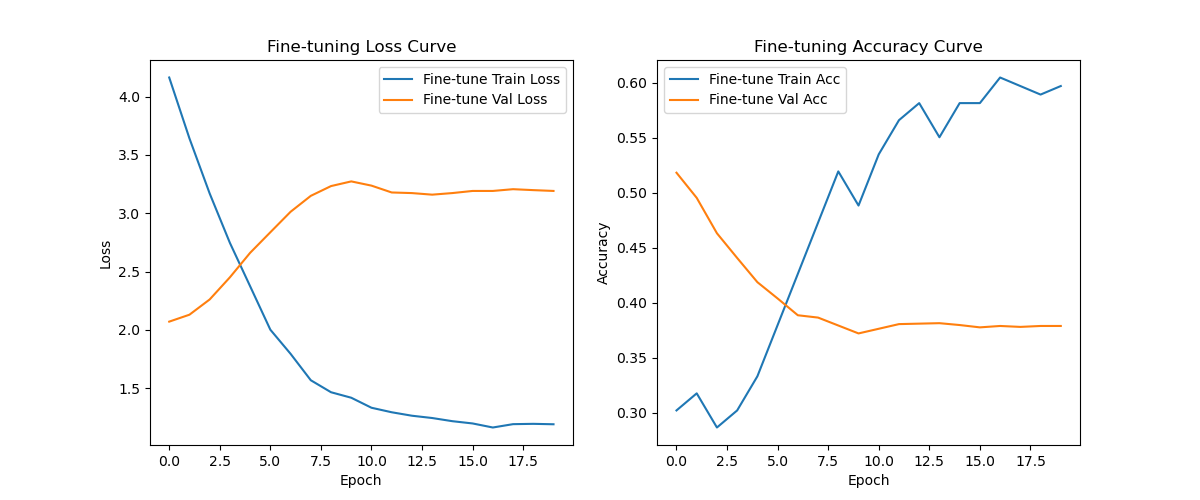 Fine-tuning Loss Curve
Fine-tune Train Loss
Fine-tune Val Loss
4.0
3.5
3.0
2.5
2.0
1.5
Loss
0.0 2.5 5.0 7.5 10.0 12.5 15.0 17.5
Epoch
Fine-tuning Accuracy Curve
Fine-tune Train Acc
Fine-tune Val Acc
0.60
0.55
0.50
0.45
0.40
0.35
0.30
Accuracy
0.0 2.5 5.0 7.5 10.0 12.5 15.0 17.5
Epoch